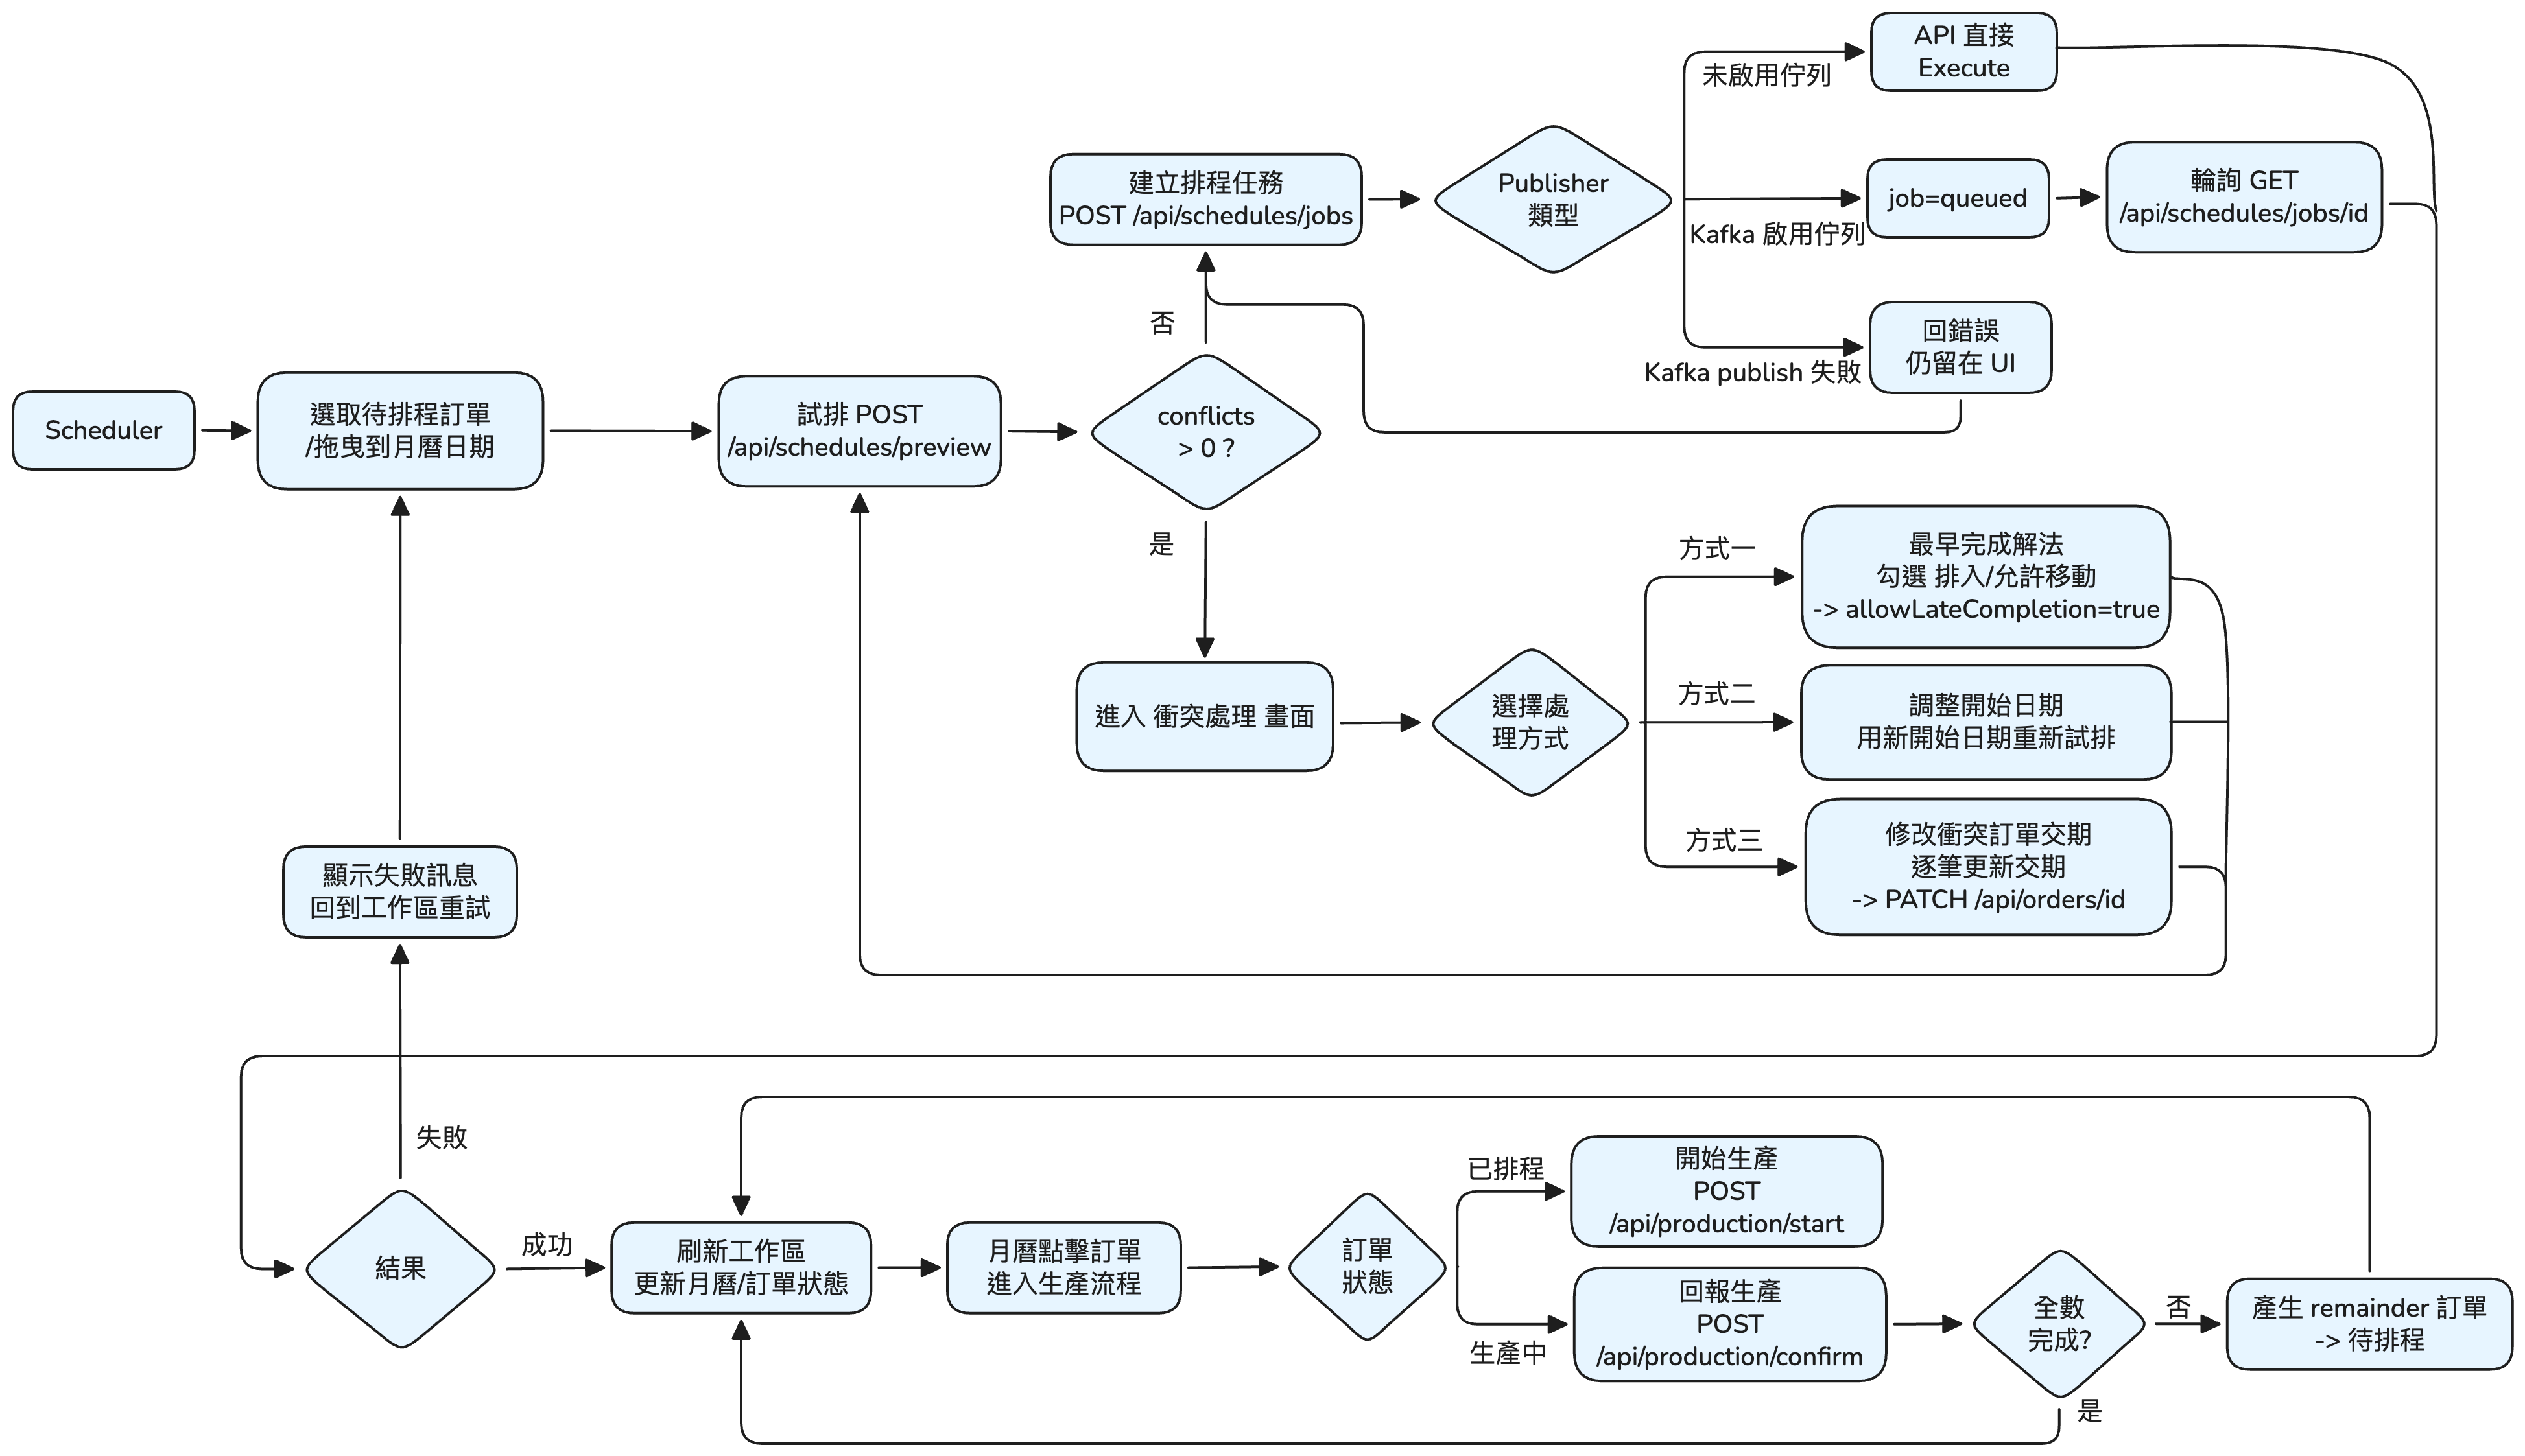 API 直接
Execute
未啟用佇列
建立排程任務
POST /api/schedules/jobs
Publisher
類型
job=queued
輪詢 GET
/api/schedules/jobs/id
Kafka 啟用佇列
否
回錯誤
仍留在 UI
Kafka publish 失敗
Scheduler
選取待排程訂單
/拖曳到月曆日期
試排 POST
/api/schedules/preview
conflicts
> 0 ?
是
方式一
最早完成解法
勾選 排入/允許移動
-> allowLateCompletion=true
進入 衝突處理 畫面
選擇處
理方式
方式二
調整開始日期
用新開始日期重新試排
方式三
修改衝突訂單交期
逐筆更新交期
-> PATCH /api/orders/id
顯示失敗訊息
回到工作區重試
失敗
結果
成功
刷新工作區
更新月曆/訂單狀態
月曆點擊訂單
進入生產流程
訂單
狀態
已排程
開始生產
POST
/api/production/start
生產中
回報生產
POST
/api/production/confirm
全數
完成?
否
產生 remainder 訂單
-> 待排程
是